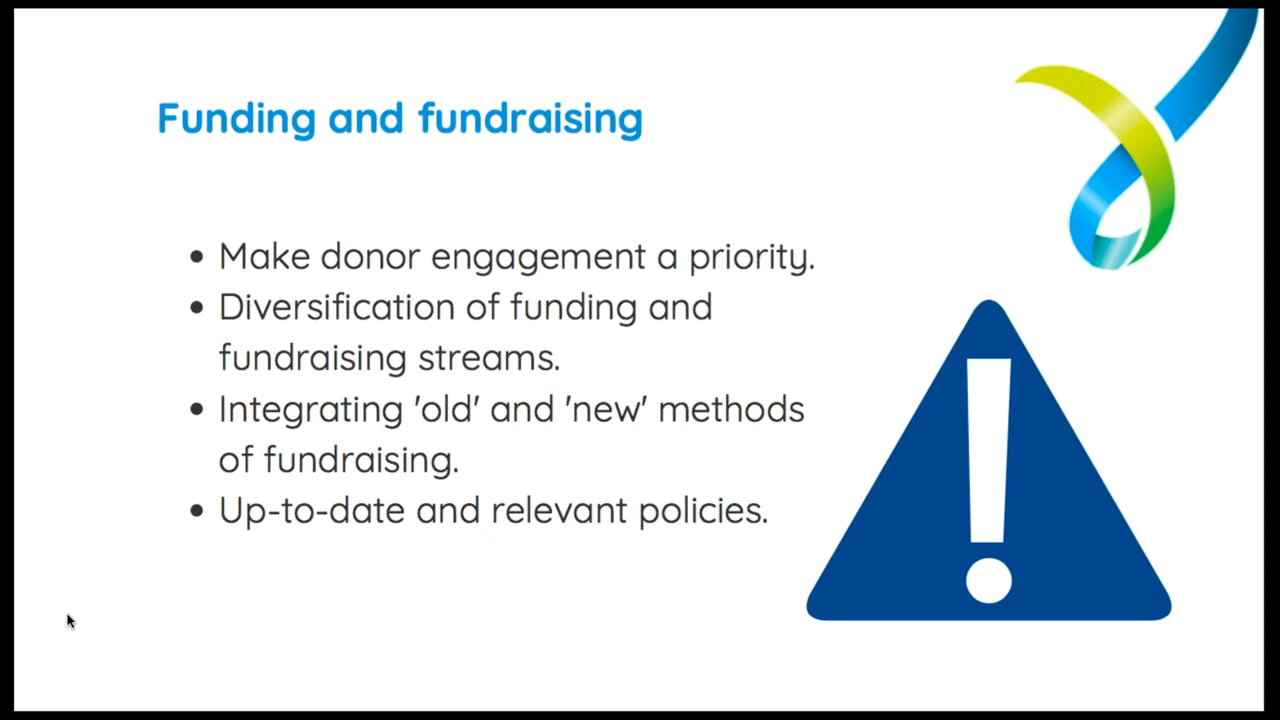 Funding and fundraising
• Make donor engagement a priority.
• Diversification of funding and
fundraising streams.
• Integrating 'old' and 'new' methods
of fundraising.
• Up-to-date and relevant policies.
!